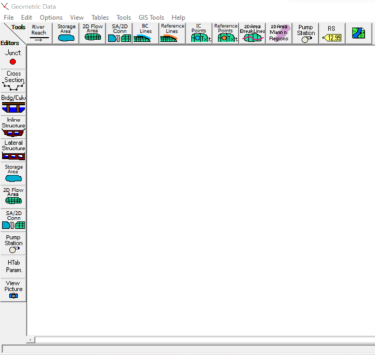 Geometric Data
File Edit Options View Tables Tools GIS Tools Help
Tools
River
Reach
Storage
Area
2D Flow
Area
SA/2D
Conn
BC
Lines
Reference
Lines
IC
Points
Reference
Points
2D Area
BreakLines
2D Area
Mann n
Regions
Pump
Station
RS
Editors
Junct.
Cross
Section
Brdg/Culv
Inline
Structure
Lateral
Structure
Storage
Area
2D Flow
Area
SA/2D
Conn
Pump
Station
HTab
Param.
View
Picture